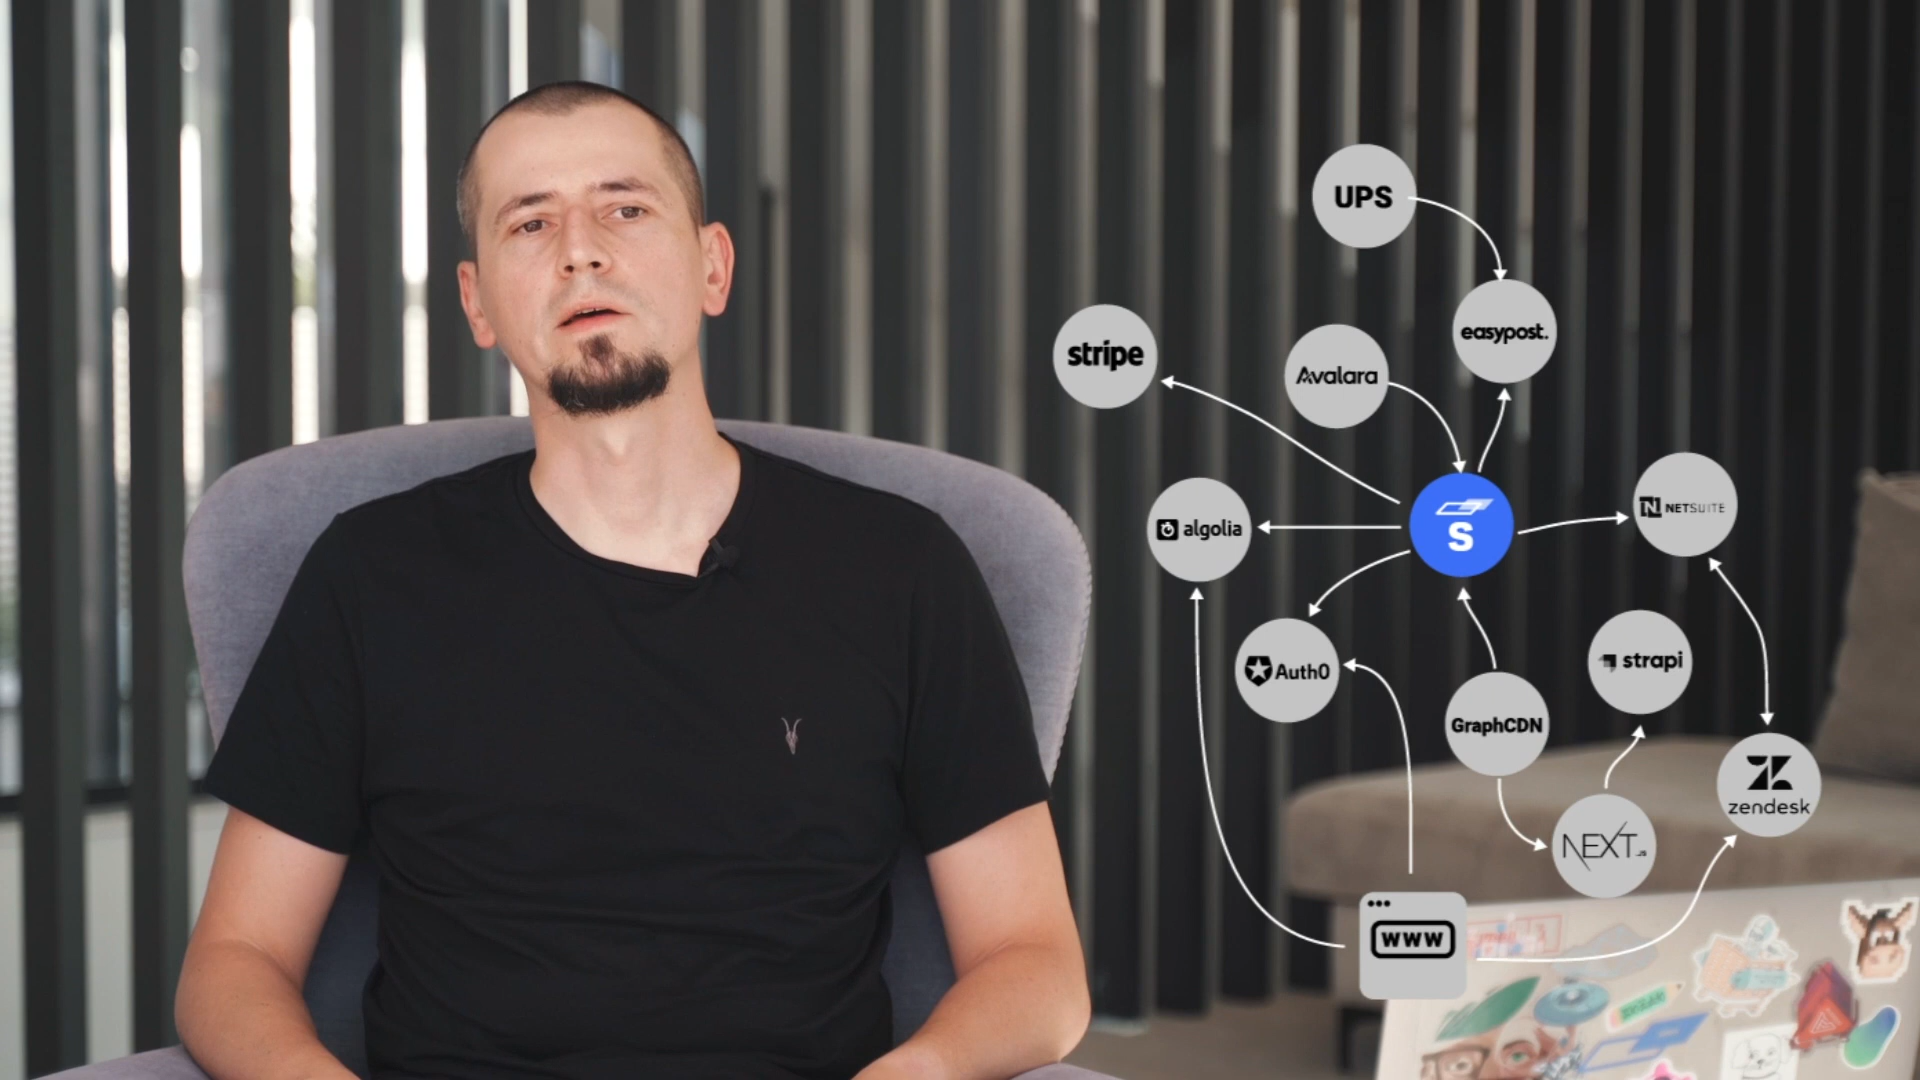 UPS
easypost.
stripe
Avalara
S
NETSUITE
algolia
strapi
Auth0
GraphCDN
zendesk
NEXT.JS
www